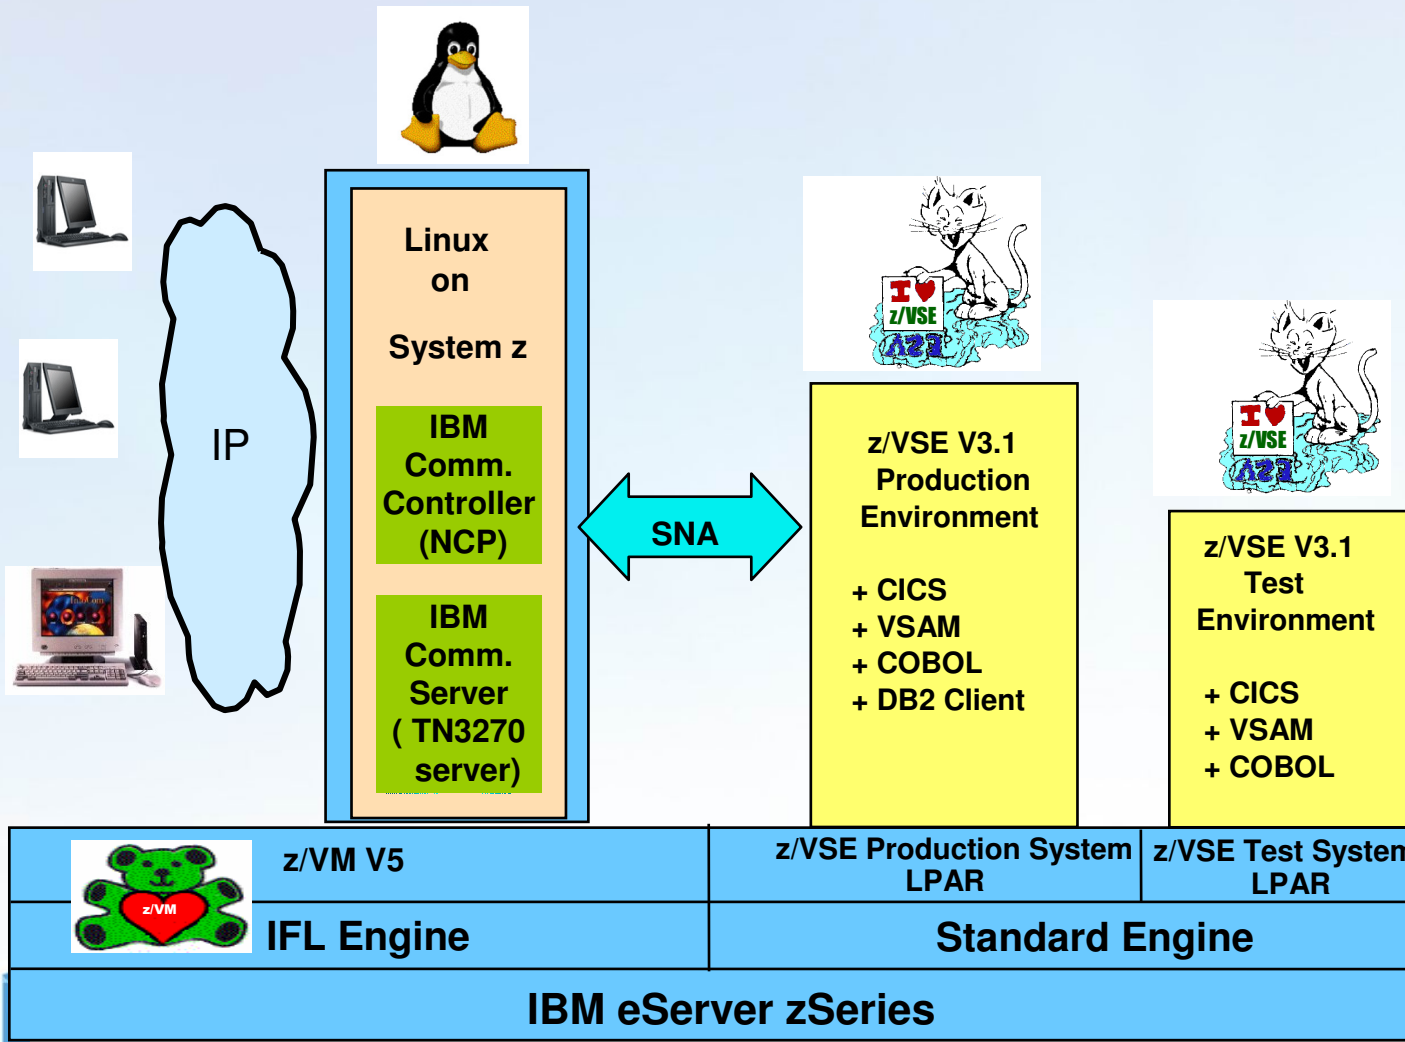 Linux
on
System z
IBM
Comm.
Controller
(NCP)
IBM
Comm.
Server
( TN3270
server)
IP
SNA
I ♥
z/VSE
z/VSE V3.1
Production
Environment
+ CICS
+ VSAM
+ COBOL
+ DB2 Client
I ♥
z/VSE
z/VSE V3.1
Test
Environment
+ CICS
+ VSAM
+ COBOL
z/VM
z/VM V5
z/VSE Production System
LPAR
z/VSE Test System
LPAR
IFL Engine
Standard Engine
IBM eServer zSeries